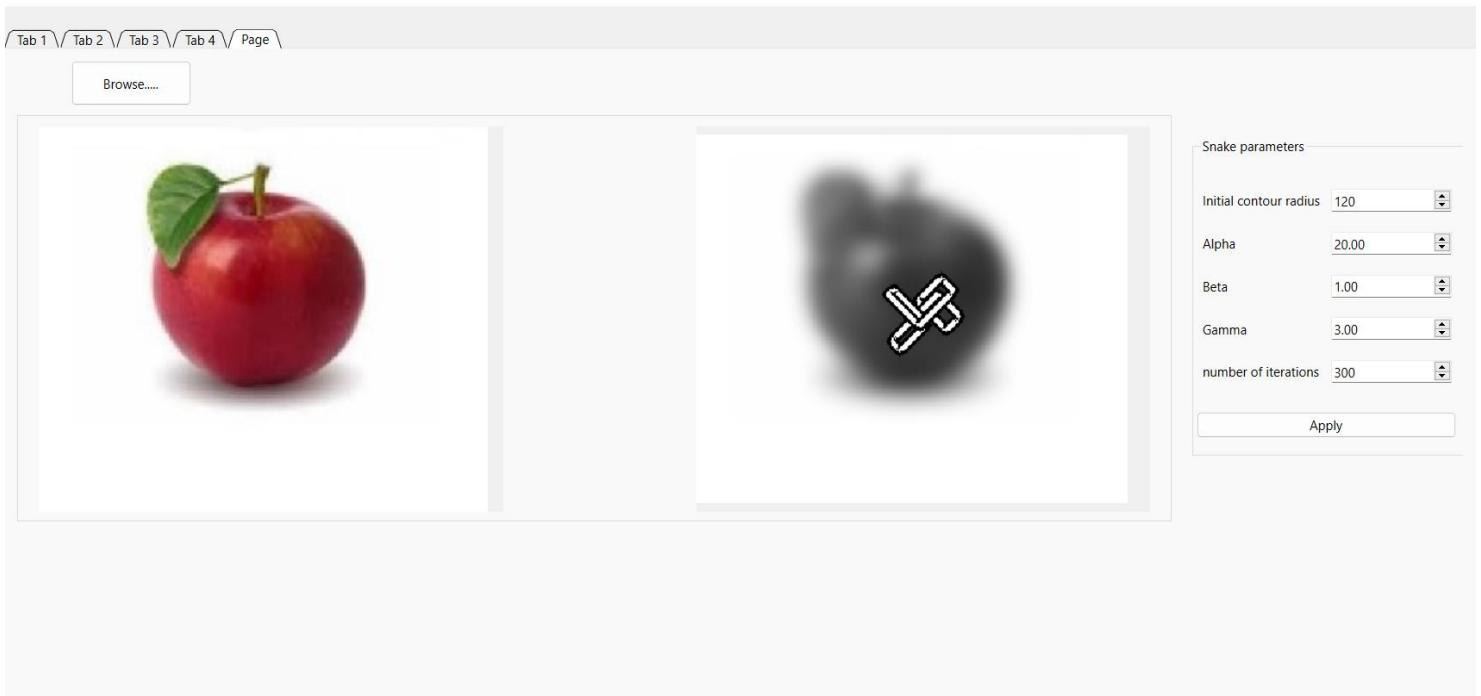 Tab 1 Tab 2 Tab 3 Tab 4 Page
Browse.....
Snake parameters
Initial contour radius 120
Alpha 20.00
Beta 1.00
Gamma 3.00
number of iterations 300
Apply